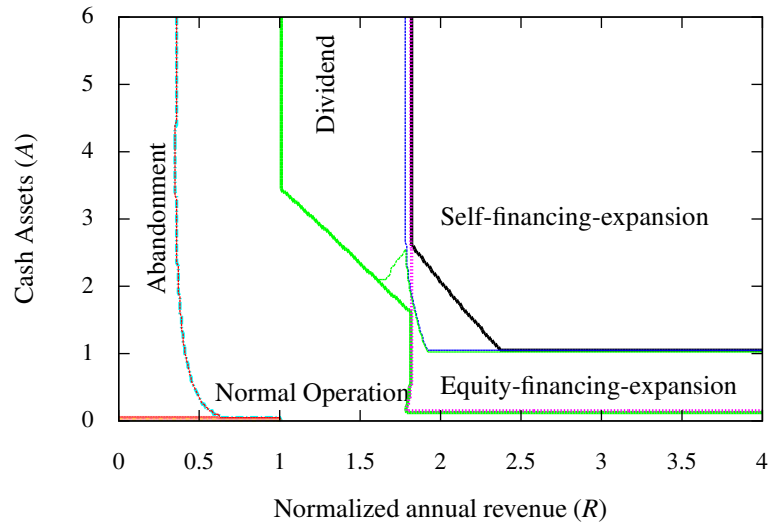 6
5
4
3
2
1
0
Cash Assets (A)
Abandonment
Dividend
Self-financing-expansion
Normal Operation
Equity-financing-expansion
0 0.5 1 1.5 2 2.5 3 3.5 4
Normalized annual revenue (R)